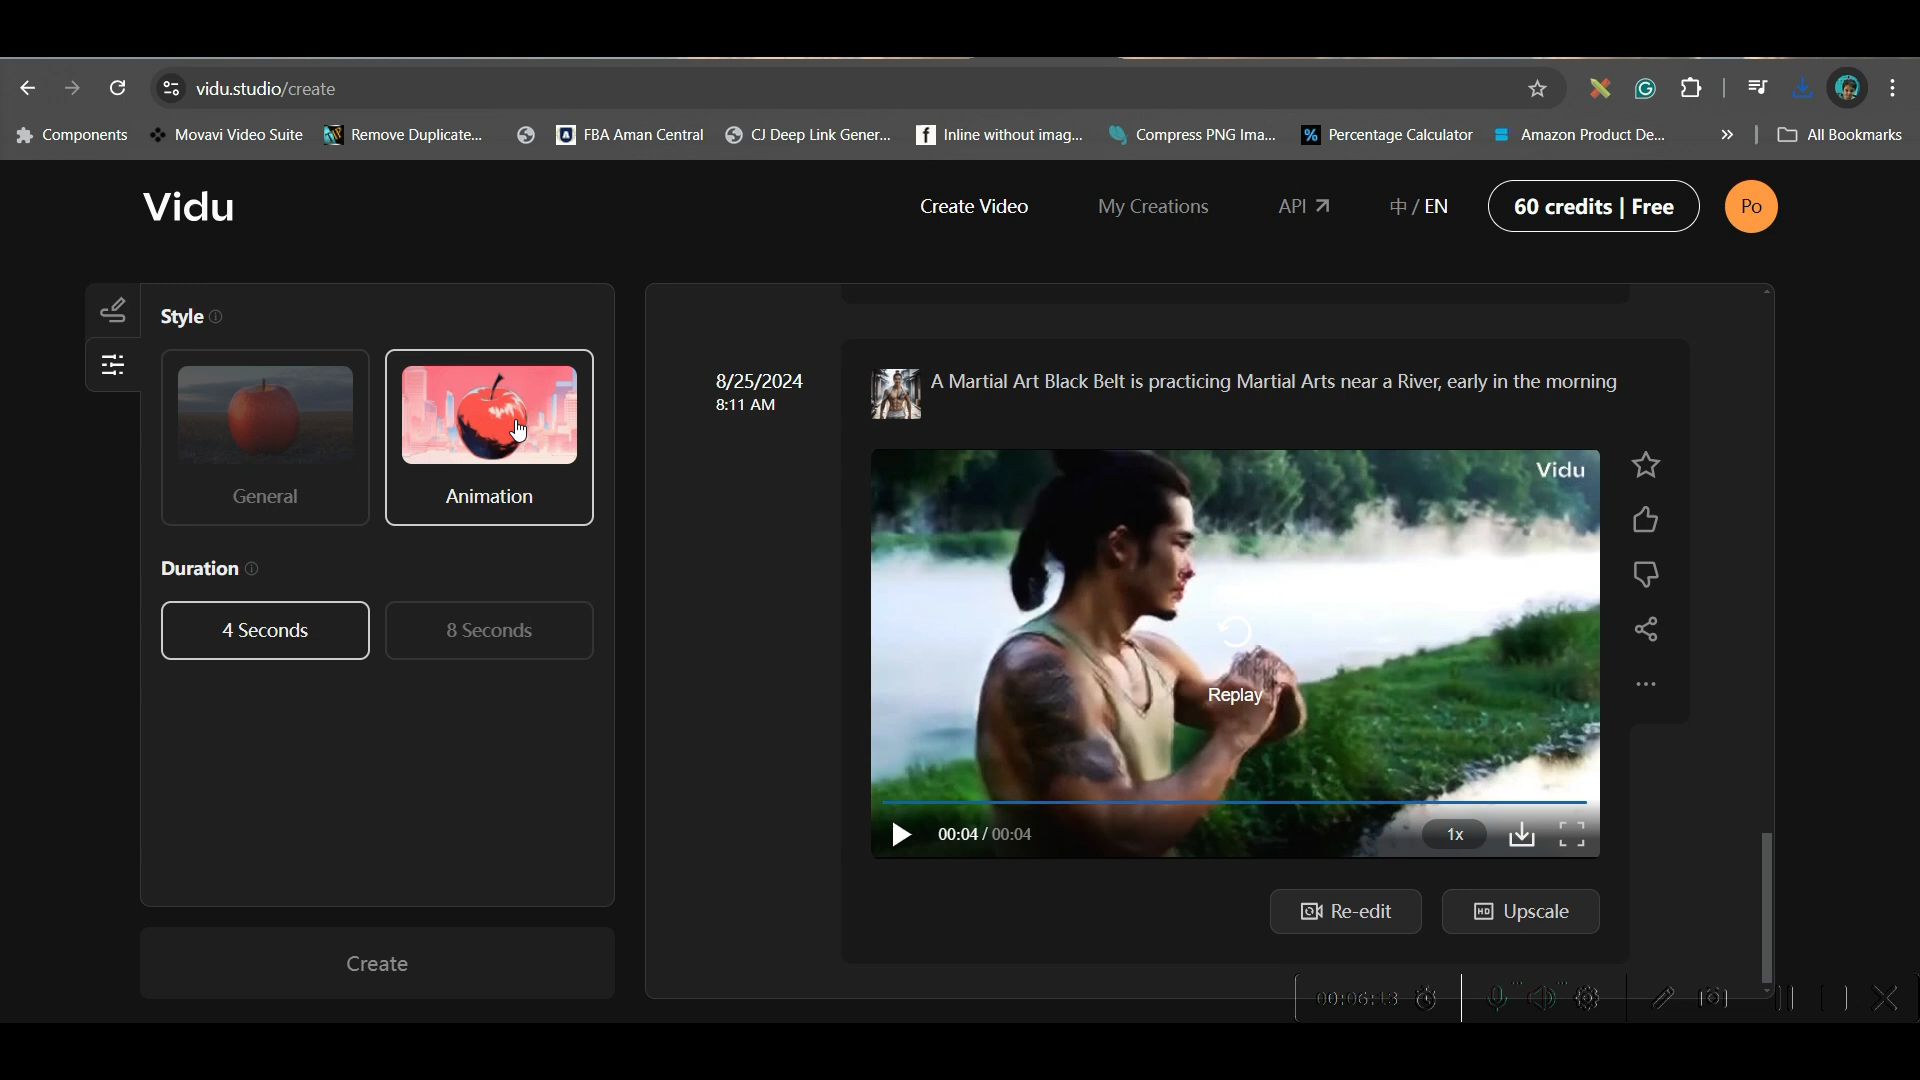 vidu.studio/create
Components Movavi Video Suite Remove Duplicate... FBA Aman Central CJ Deep Link Gener... Inline without imag... Compress PNG Ima... Percentage Calculator Amazon Product De... » All Bookmarks
Vidu Create Video My Creations API 中 / EN 60 credits | Free Po
Style
General Animation
Duration
4 Seconds 8 Seconds
Create
8/25/2024
8:11 AM
A Martial Art Black Belt is practicing Martial Arts near a River, early in the morning
Vidu
Replay
00:04 / 00:04 1x
Re-edit HD Upscale
00:06:13